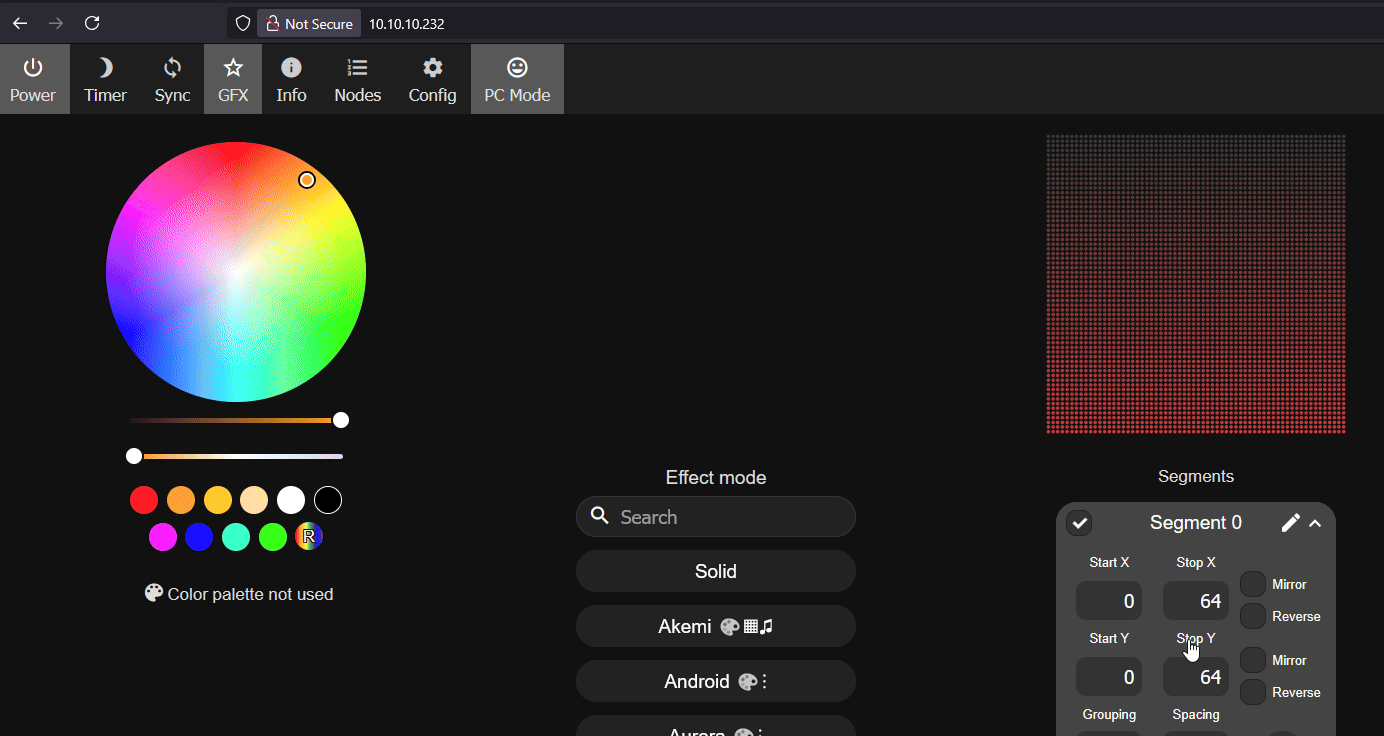 Not Secure 10.10.10.232
Power Timer Sync GFX Info Nodes Config PC Mode
R
Color palette not used
Effect mode
Search
Solid
Akemi
Android
Aurora
Segments
Segment 0
Start X Stop X
0 64
Mirror
Reverse
Start Y Stop Y
0 64
Mirror
Reverse
Grouping Spacing